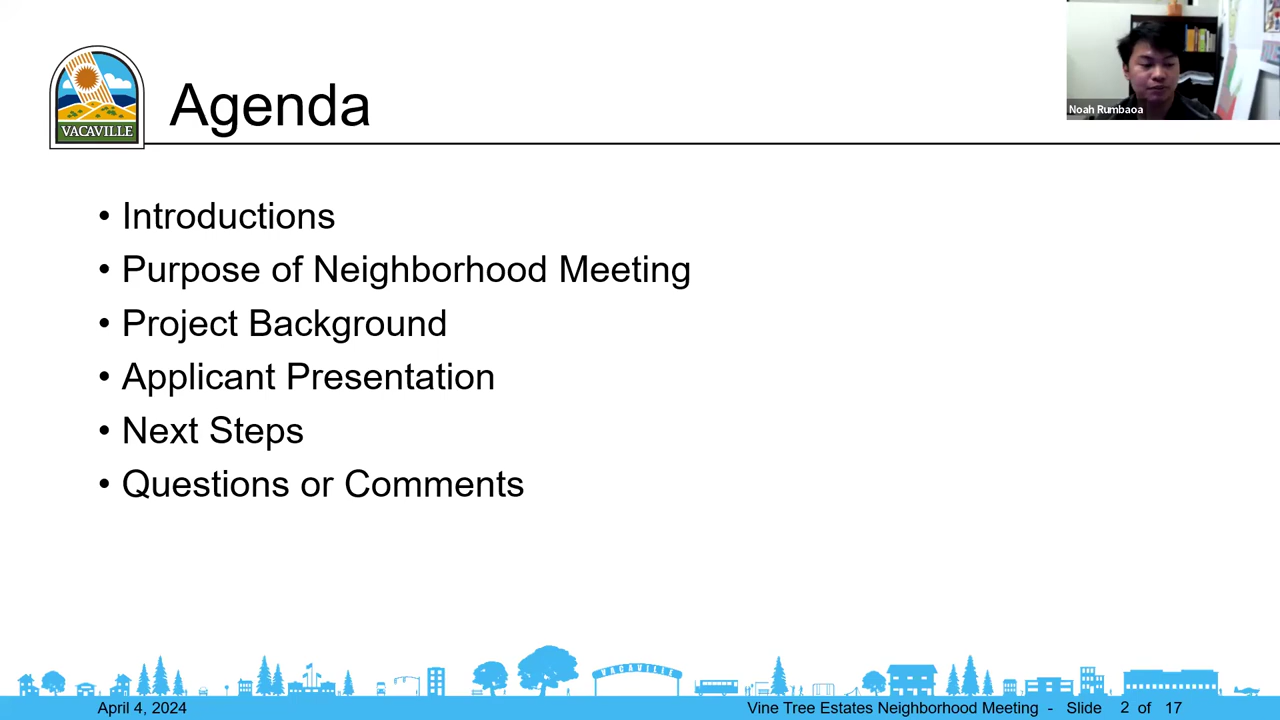 VACAVILLE
Agenda
Noah Rumbaoa
• Introductions
• Purpose of Neighborhood Meeting
• Project Background
• Applicant Presentation
• Next Steps
• Questions or Comments
VACAVILLE
April 4, 2024
Vine Tree Estates Neighborhood Meeting - Slide 2 of 17